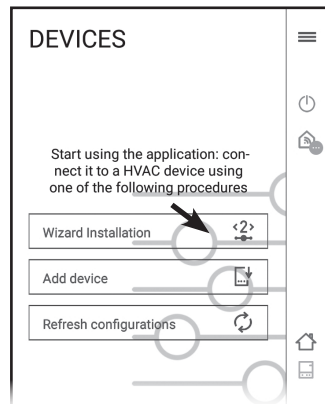 DEVICES
Start using the application: con-
nect it to a HVAC device using
one of the following procedures
Wizard Installation
<2>
Add device
Refresh configurations